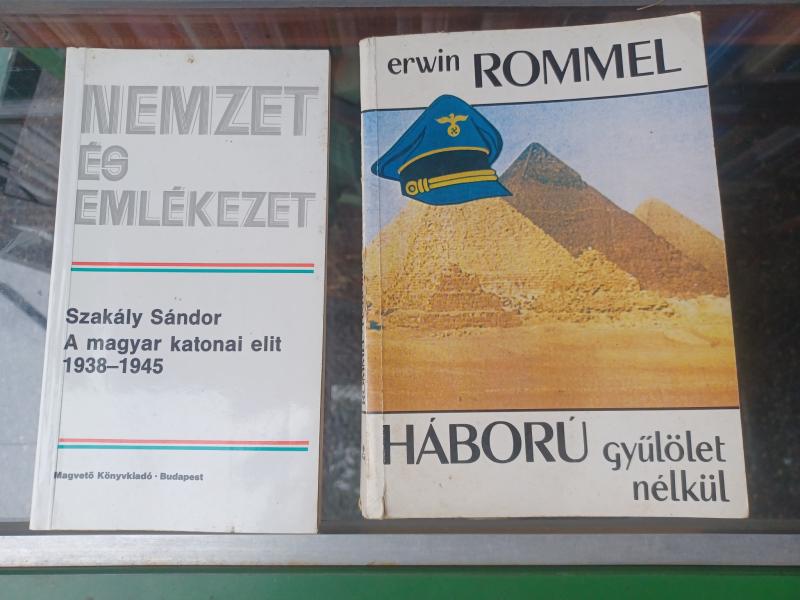 NEMZET
ÉS
EMLÉKEZET
Szakály Sándor
A magyar katonai elit
1938–1945
Magvető Könyvkiadó · Budapest
erwin ROMMEL
HÁBORÚ gyűlölet
nélkül